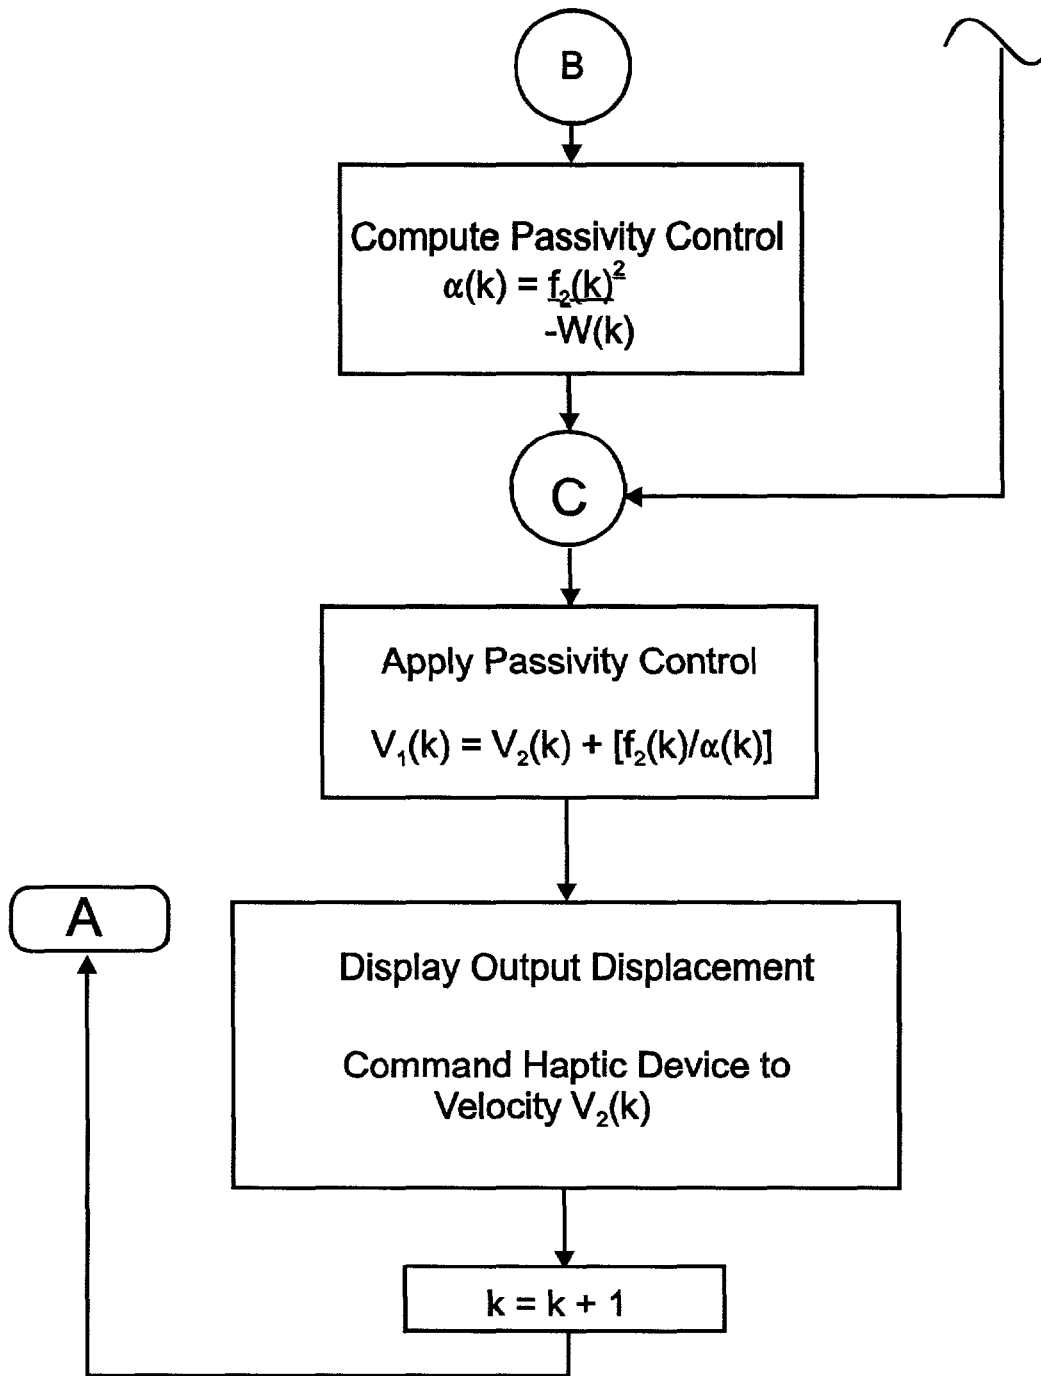 B
Compute Passivity Control
α(k) = f₂(k)²
-W(k)
C
Apply Passivity Control
V₁(k) = V₂(k) + [f₂(k)/α(k)]
A
Display Output Displacement
Command Haptic Device to
Velocity V₂(k)
k = k + 1